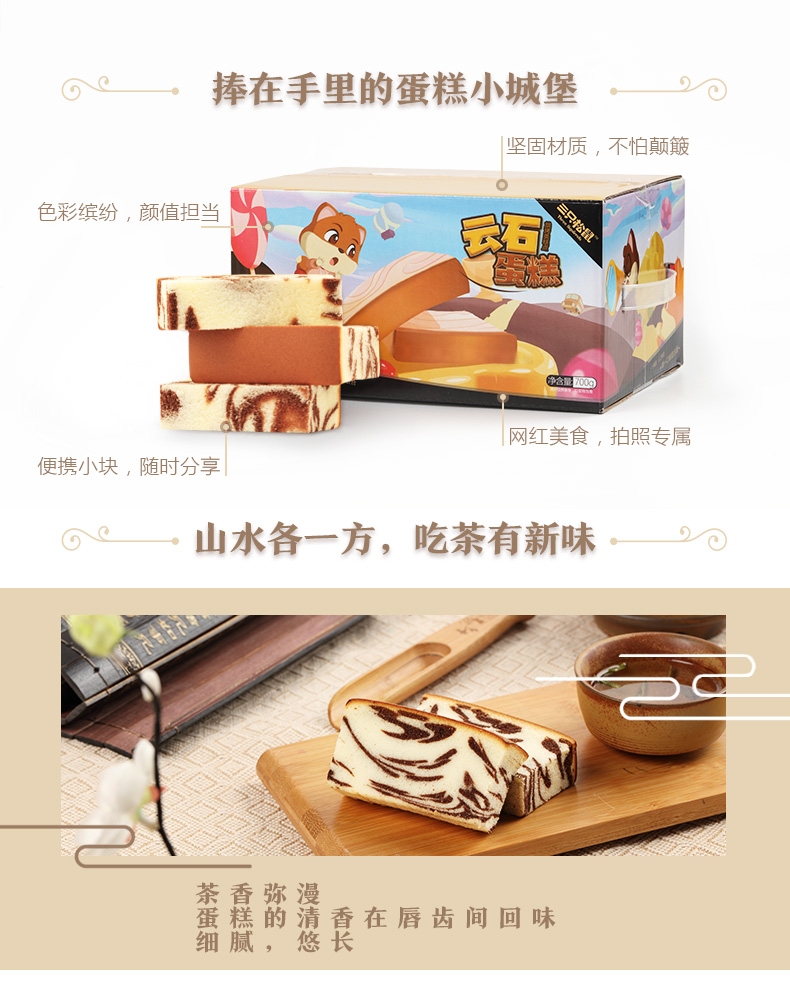 捧在手里的蛋糕小城堡
坚固材质，不怕颠簸
色彩缤纷，颜值担当
三只松鼠
云石
蛋糕
净含量:700g
网红美食，拍照专属
便携小块，随时分享
山水各一方，吃茶有新味
茶香弥漫
蛋糕的清香在唇齿间回味
细腻，悠长